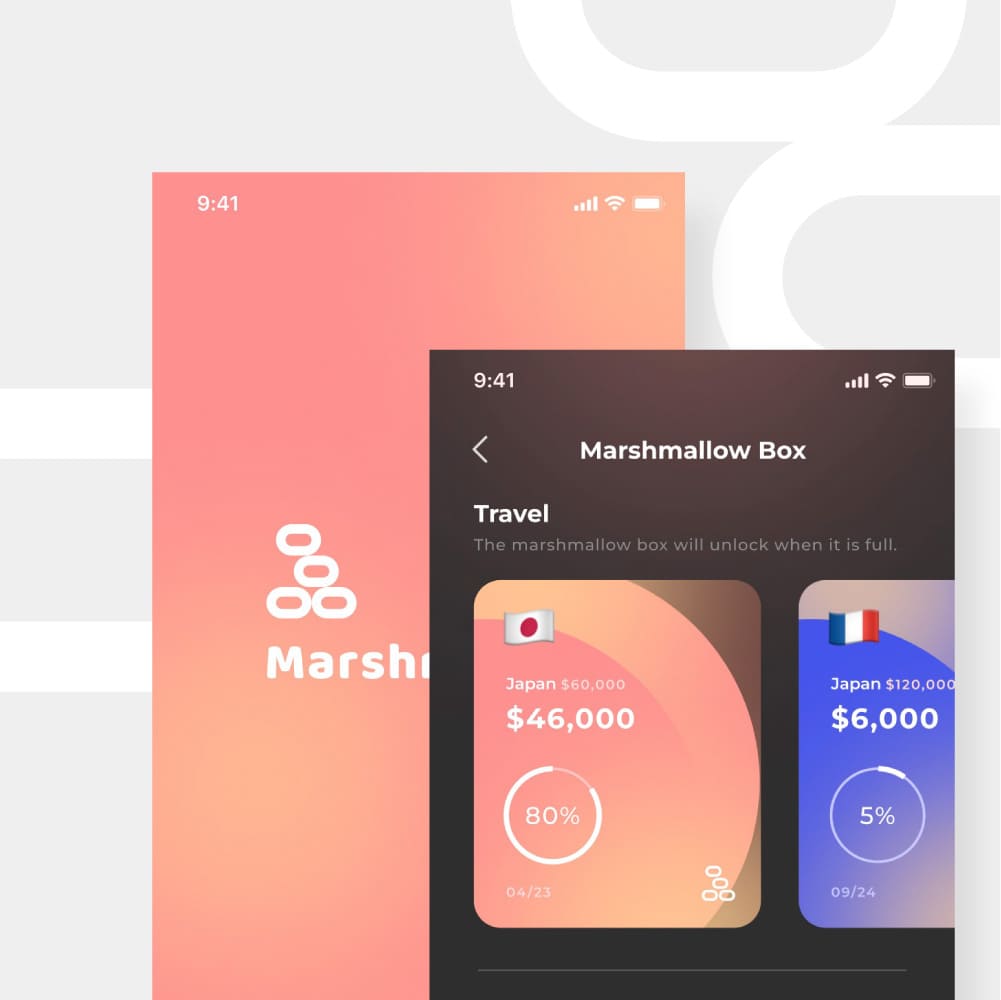 9:41
Marshm
9:41
Marshmallow Box
Travel
The marshmallow box will unlock when it is full.
Japan $60,000
$46,000
80%
04/23
Japan $120,000
$6,000
5%
09/24